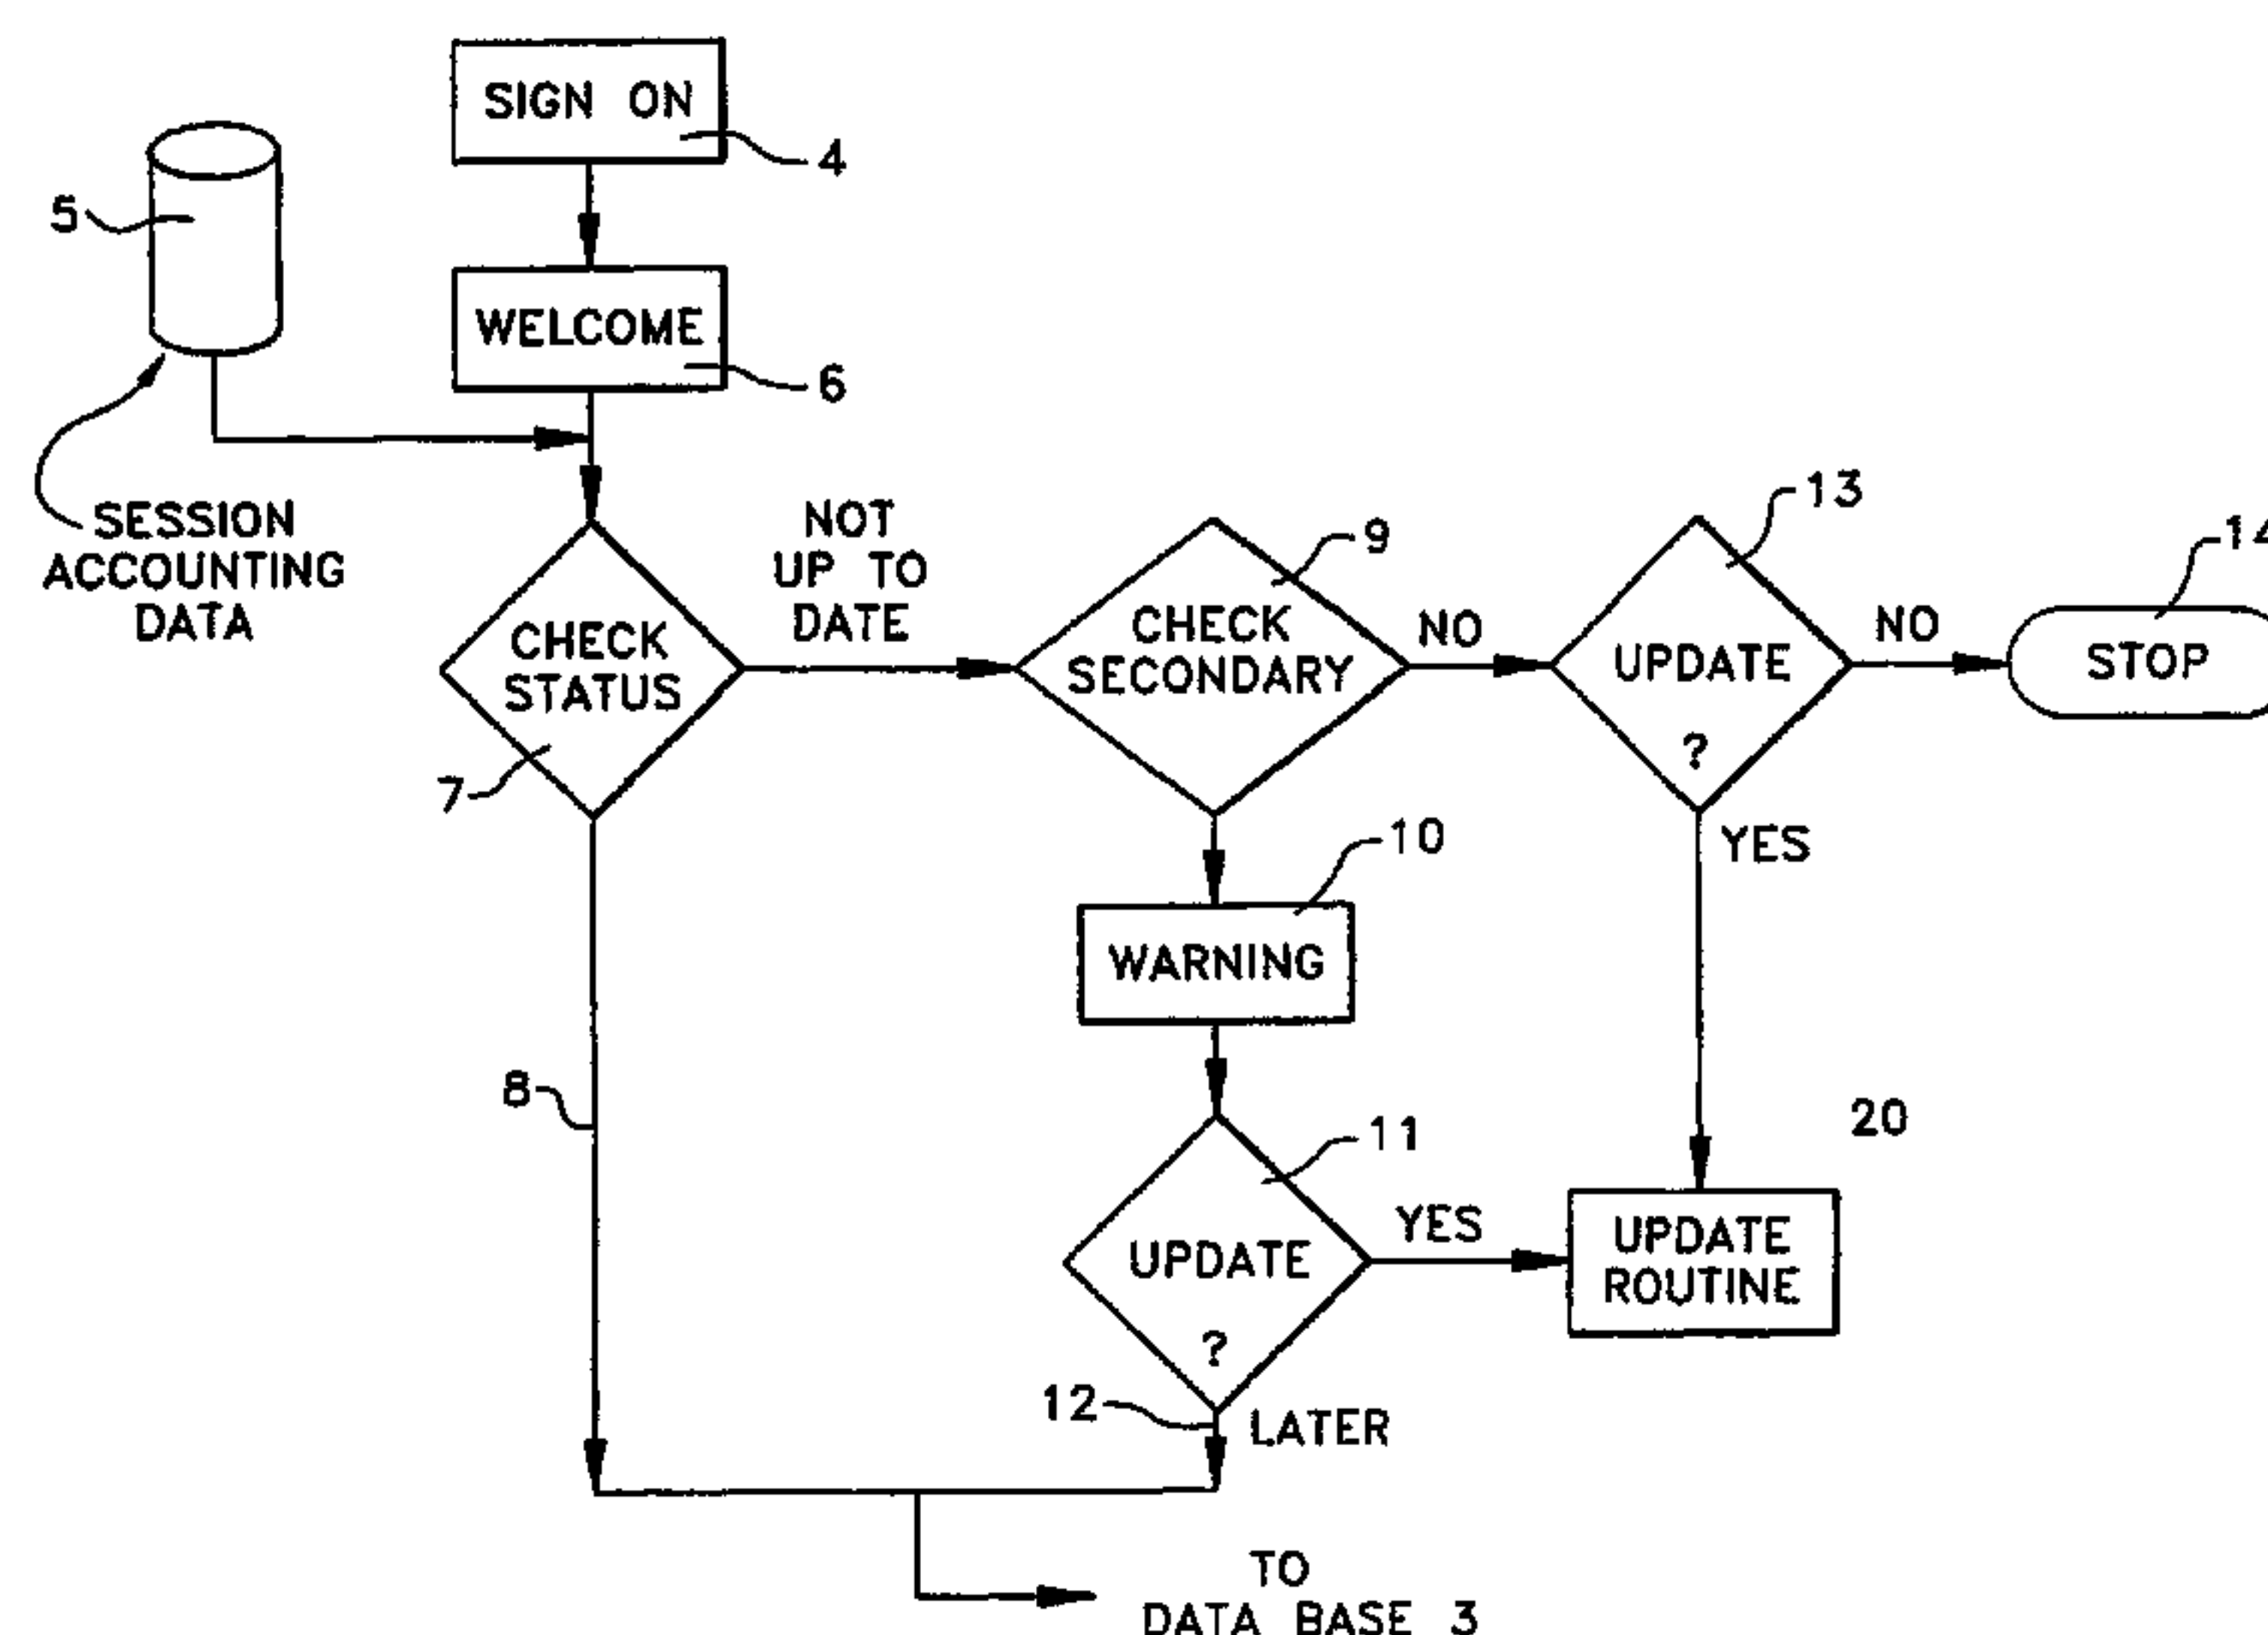 SIGN ON
4
5
WELCOME
6
SESSION
ACCOUNTING
DATA
NOT
UP TO
DATE
CHECK
STATUS
7
9
CHECK
SECONDARY
NO
13
UPDATE
?
NO
14
STOP
YES
10
WARNING
8
11
20
UPDATE
?
YES
UPDATE
ROUTINE
12
LATER
TO
DATA BASE 3